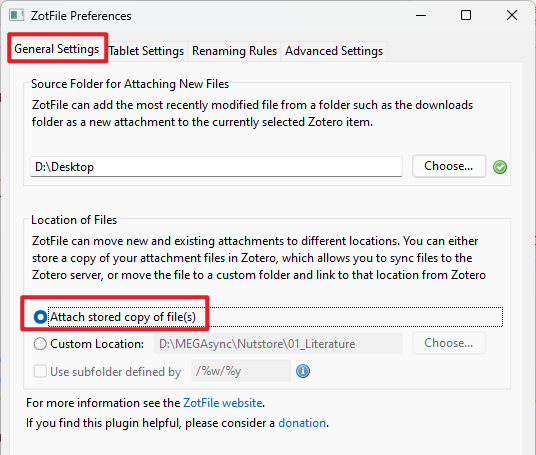 ZotFile Preferences
General Settings Tablet Settings Renaming Rules Advanced Settings
Source Folder for Attaching New Files
ZotFile can add the most recently modified file from a folder such as the downloads
folder as a new attachment to the currently selected Zotero item.
D:\Desktop Choose...
Location of Files
ZotFile can move new and existing attachments to different locations. You can either
store a copy of your attachment files in Zotero, which allows you to sync files to the
Zotero server, or move the file to a custom folder and link to that location from Zotero
Attach stored copy of file(s)
Custom Location: D:\MEGAsync\Nutstore\01_Literature Choose...
Use subfolder defined by /%w/%y
For more information see the ZotFile website.
If you find this plugin helpful, please consider a donation.